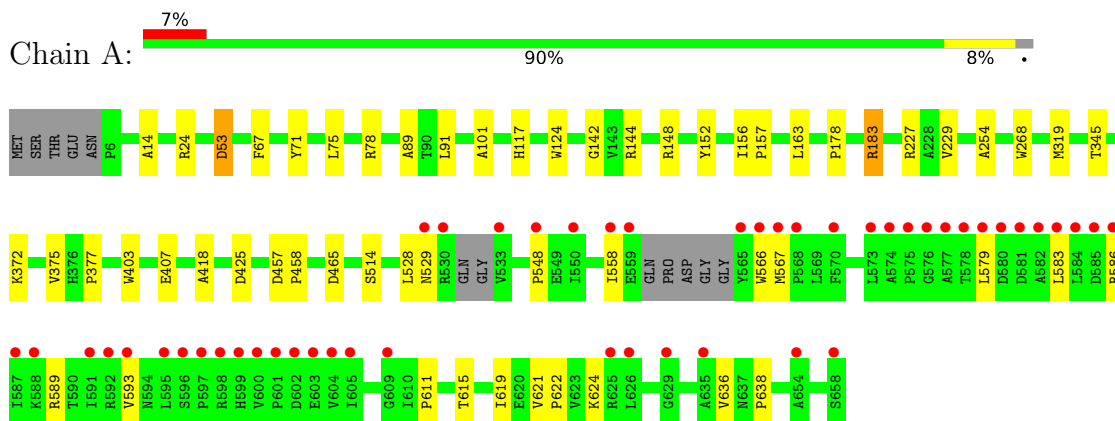 7%
Chain A:
90% 8% •
MET SER THR GLU ASN P6 A14 R24 D53 F67 Y71 L75 R78 A89 T90 L91 A101 H117 W124 G142 V143 R144 R148 Y152 I156 P157 L163 P178 R183 R227 A228 V229 A254 W268 M319 T345
K372 V375 H376 P377 W403 E407 A418 D425 D457 P458 D465 S514 L528 N529 R530 GLN GLY V533 P548 E549 I550 I558 E559 GLN PRO ASP GLY GLY Y565 W566 M567 P568 L569 F570 L573 A574 P575 G576 A577 T578 L579 D580 D581 A582 L583 L584 D585
I587 K588 R589 T590 I591 R592 V593 N594 L595 S596 P597 R598 H599 V600 P601 D602 E603 V604 I605 G609 I610 P611 T615 I619 E620 V621 P622 V623 K624 R625 L626 G629 A635 V636 N637 P638 A654 S658